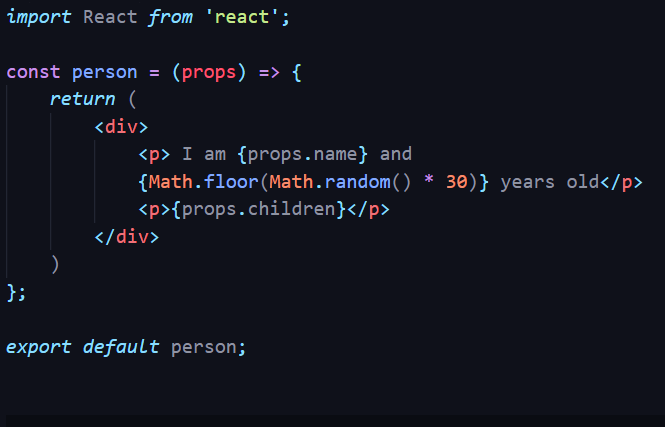 import React from 'react';
const person = (props) => {
return (
<div>
<p> I am {props.name} and
{Math.floor(Math.random() * 30)} years old</p>
<p>{props.children}</p>
</div>
)
};
export default person;